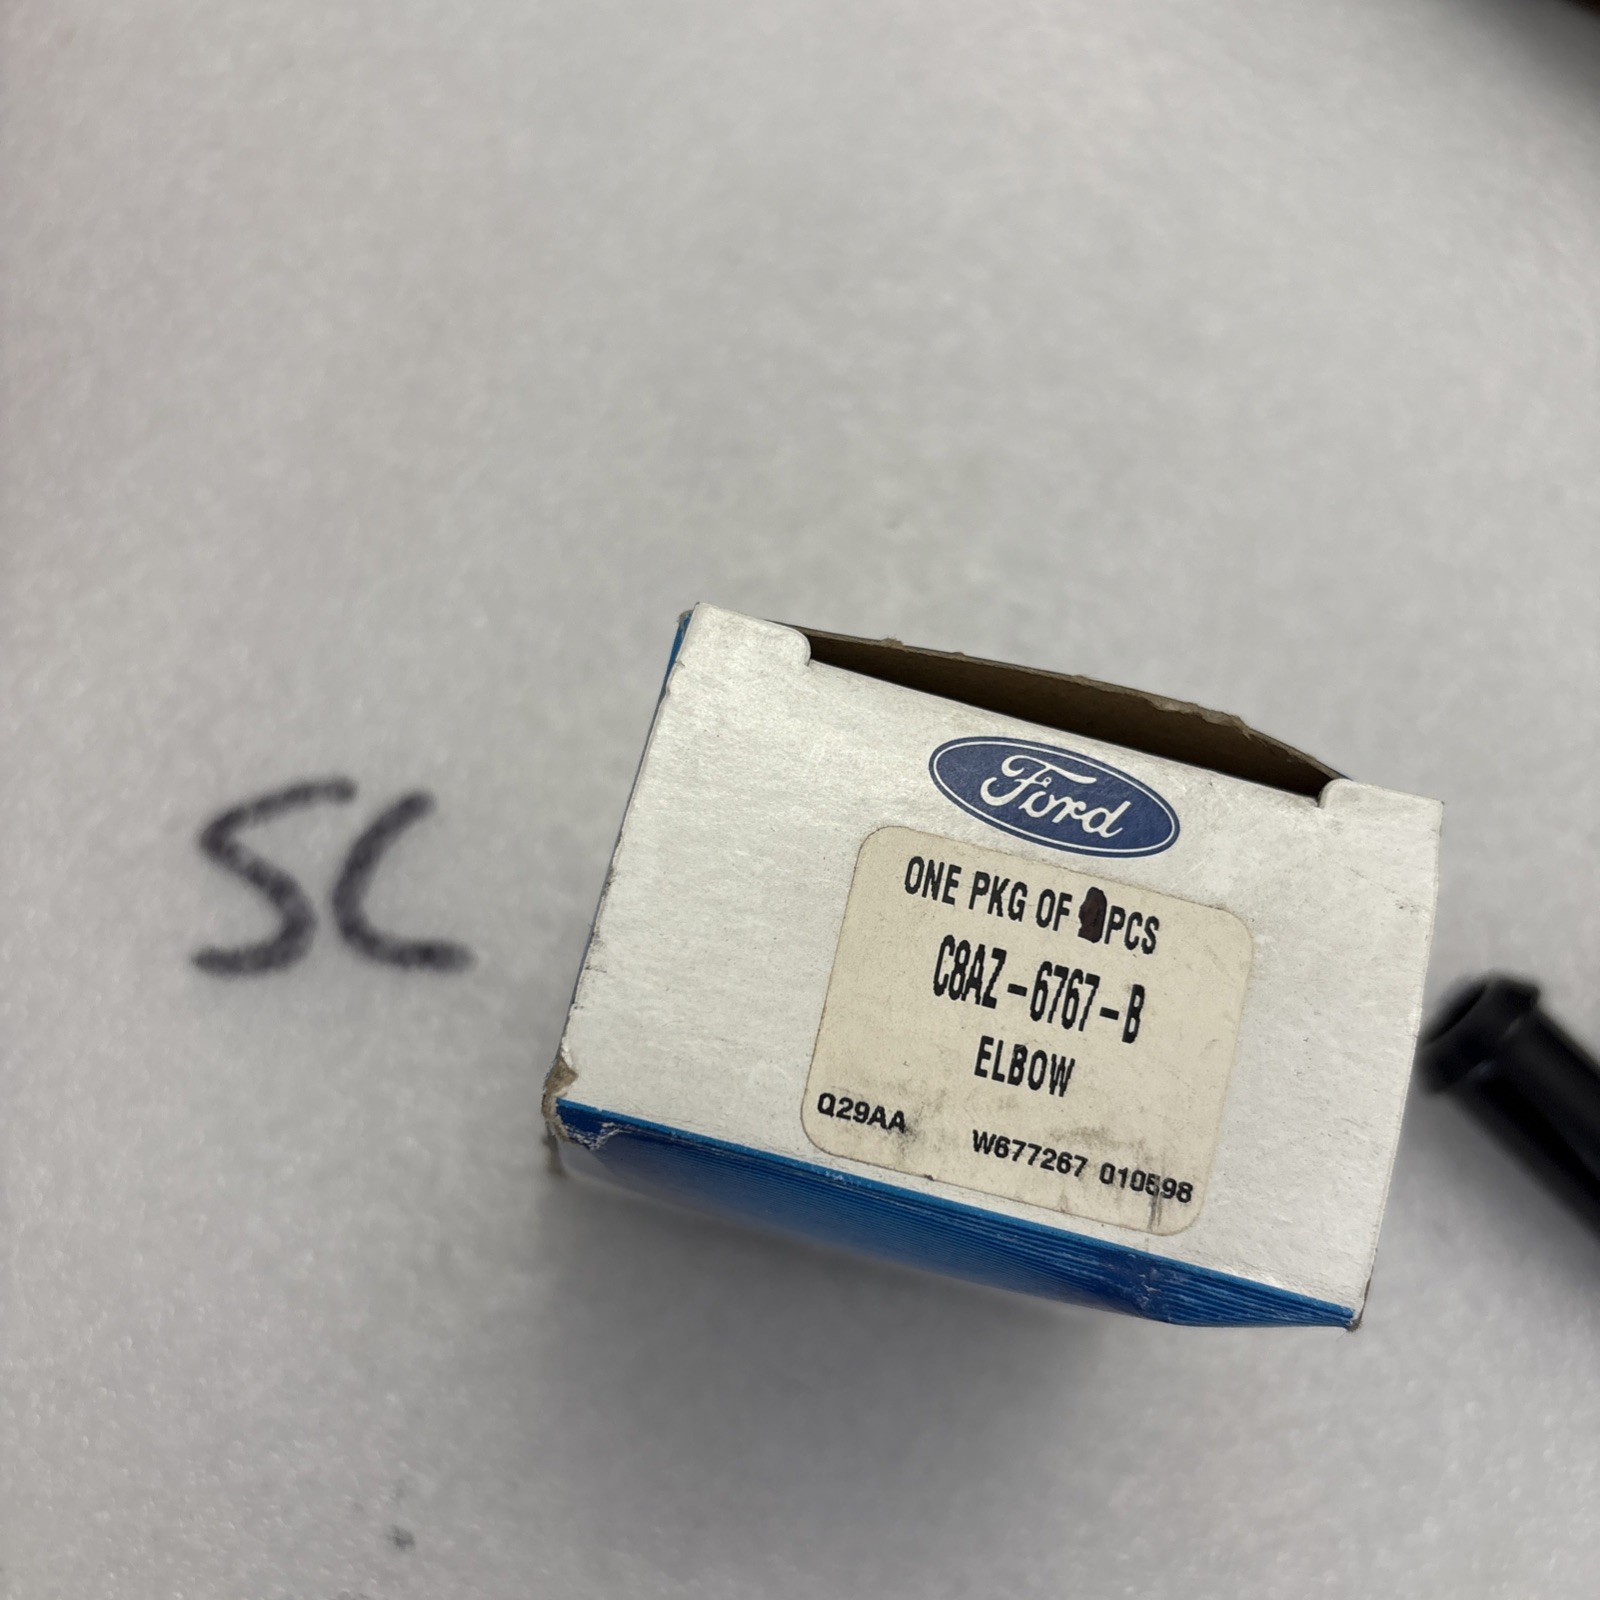 SC
Ford
ONE PKG OF PCS
C8AZ-6767-B
ELBOW
Q29AA
W677267 010598